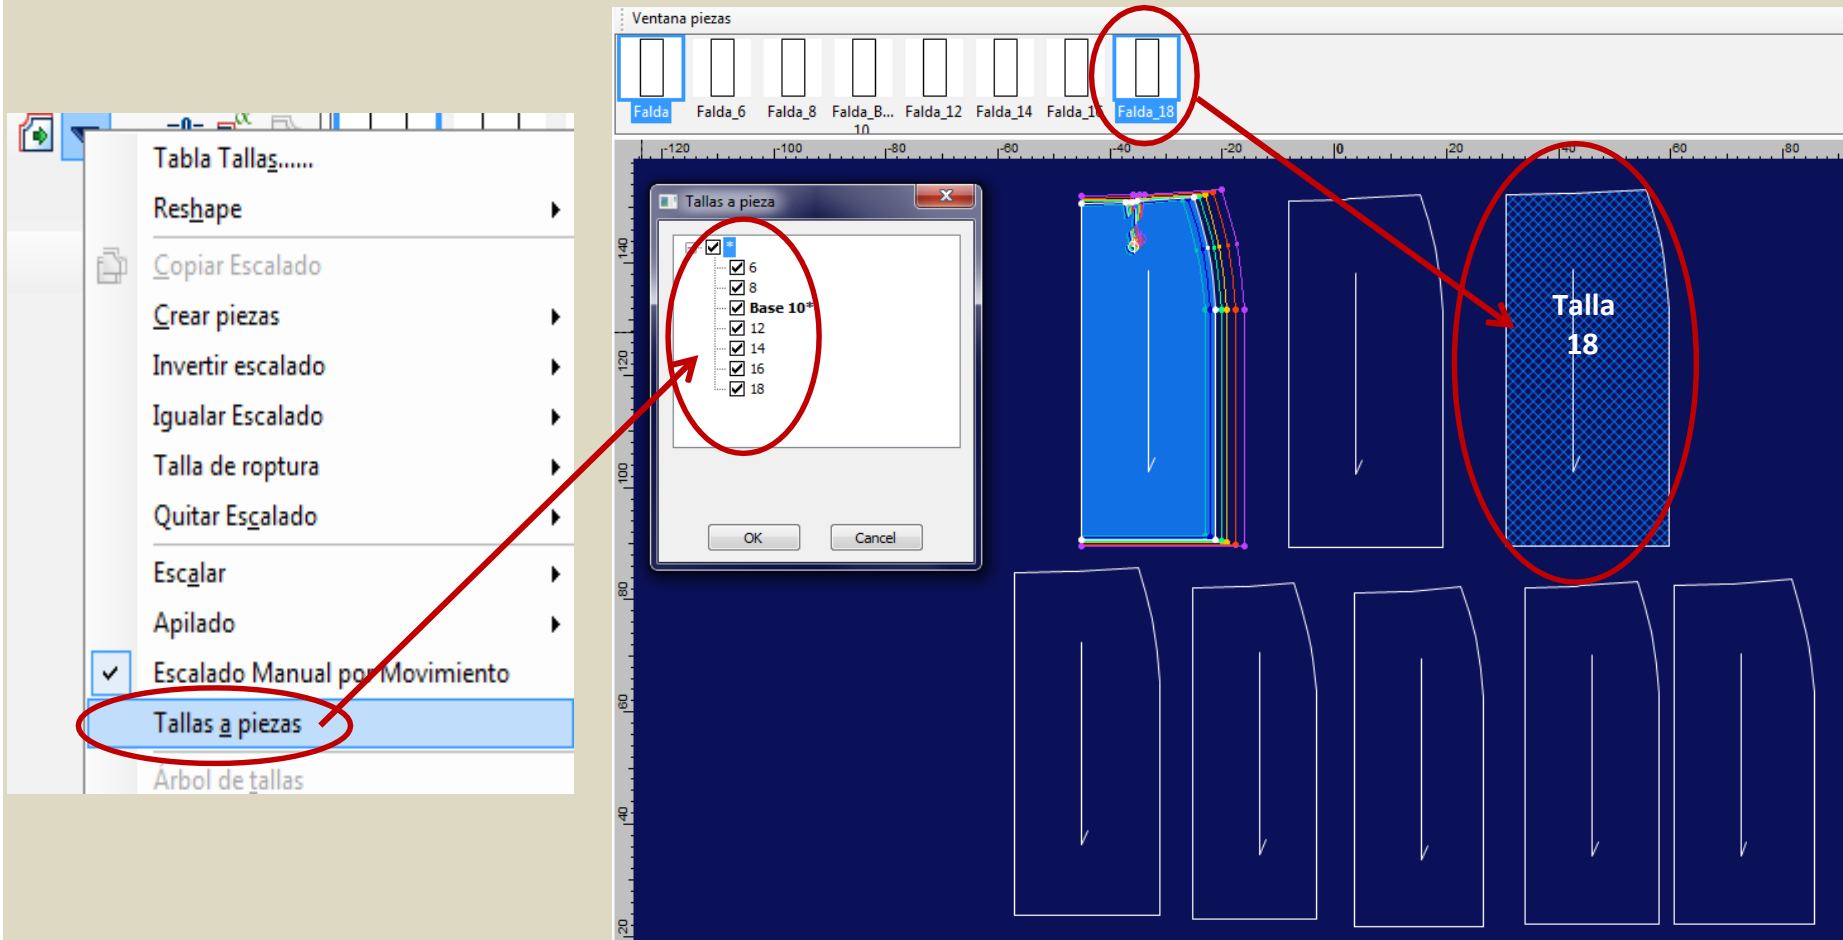 Tabla Tallas......
Reshape
Copiar Escalado
Crear piezas
Invertir escalado
Igualar Escalado
Talla de roptura
Quitar Escalado
Escalar
Apilado
Escalado Manual por Movimiento
Tallas a piezas
Árbol de tallas
Ventana piezas
Falda Falda_6 Falda_8 Falda_B... Falda_12 Falda_14 Falda_16 Falda_18
10
-120 -100 -80 -60 -40 -20 0 20 40 60 80
140
120
100
80
60
40
20
Tallas a pieza
*
6
8
Base 10*
12
14
16
18
OK Cancel
Talla
18